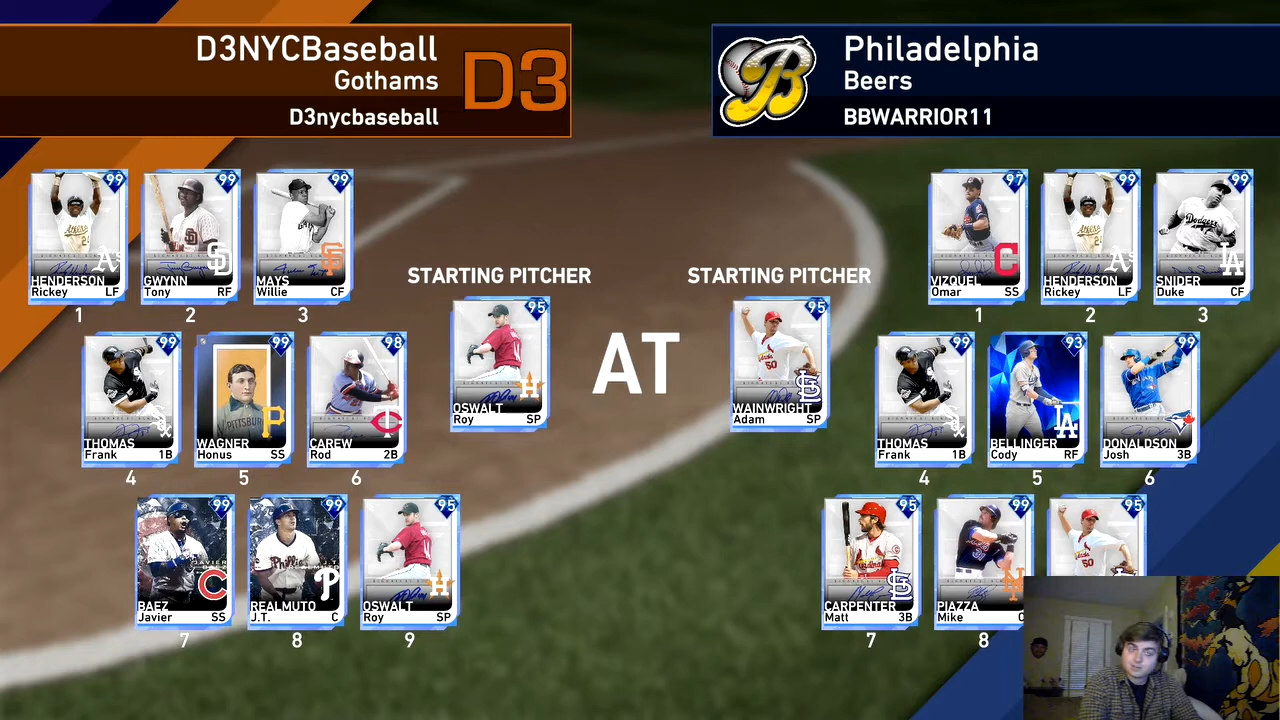 D3NYCBaseball
Gothams
D3nycbaseball
D3
B
Philadelphia
Beers
BBWARRIOR11
99
HENDERSON
Rickey LF
1
99
GWYNN
Tony RF
2
99
MAYS
Willie CF
3
99
THOMAS
Frank 1B
4
99
PITTSBURG
WAGNER
Honus SS
5
98
CAREW
Rod 2B
6
99
BAEZ
Javier SS
7
99
REALMUTO
J.T. C
8
95
OSWALT
Roy SP
9
STARTING PITCHER
95
OSWALT
Roy SP
AT
STARTING PITCHER
95
WAINWRIGHT
Adam SP
97
VIZQUEL
Omar SS
1
99
HENDERSON
Rickey LF
2
99
SNIDER
Duke CF
3
99
THOMAS
Frank 1B
4
93
BELLINGER
Cody RF
5
99
DONALDSON
Josh 3B
6
95
CARPENTER
Matt 3B
7
99
PIAZZA
Mike C
8
95